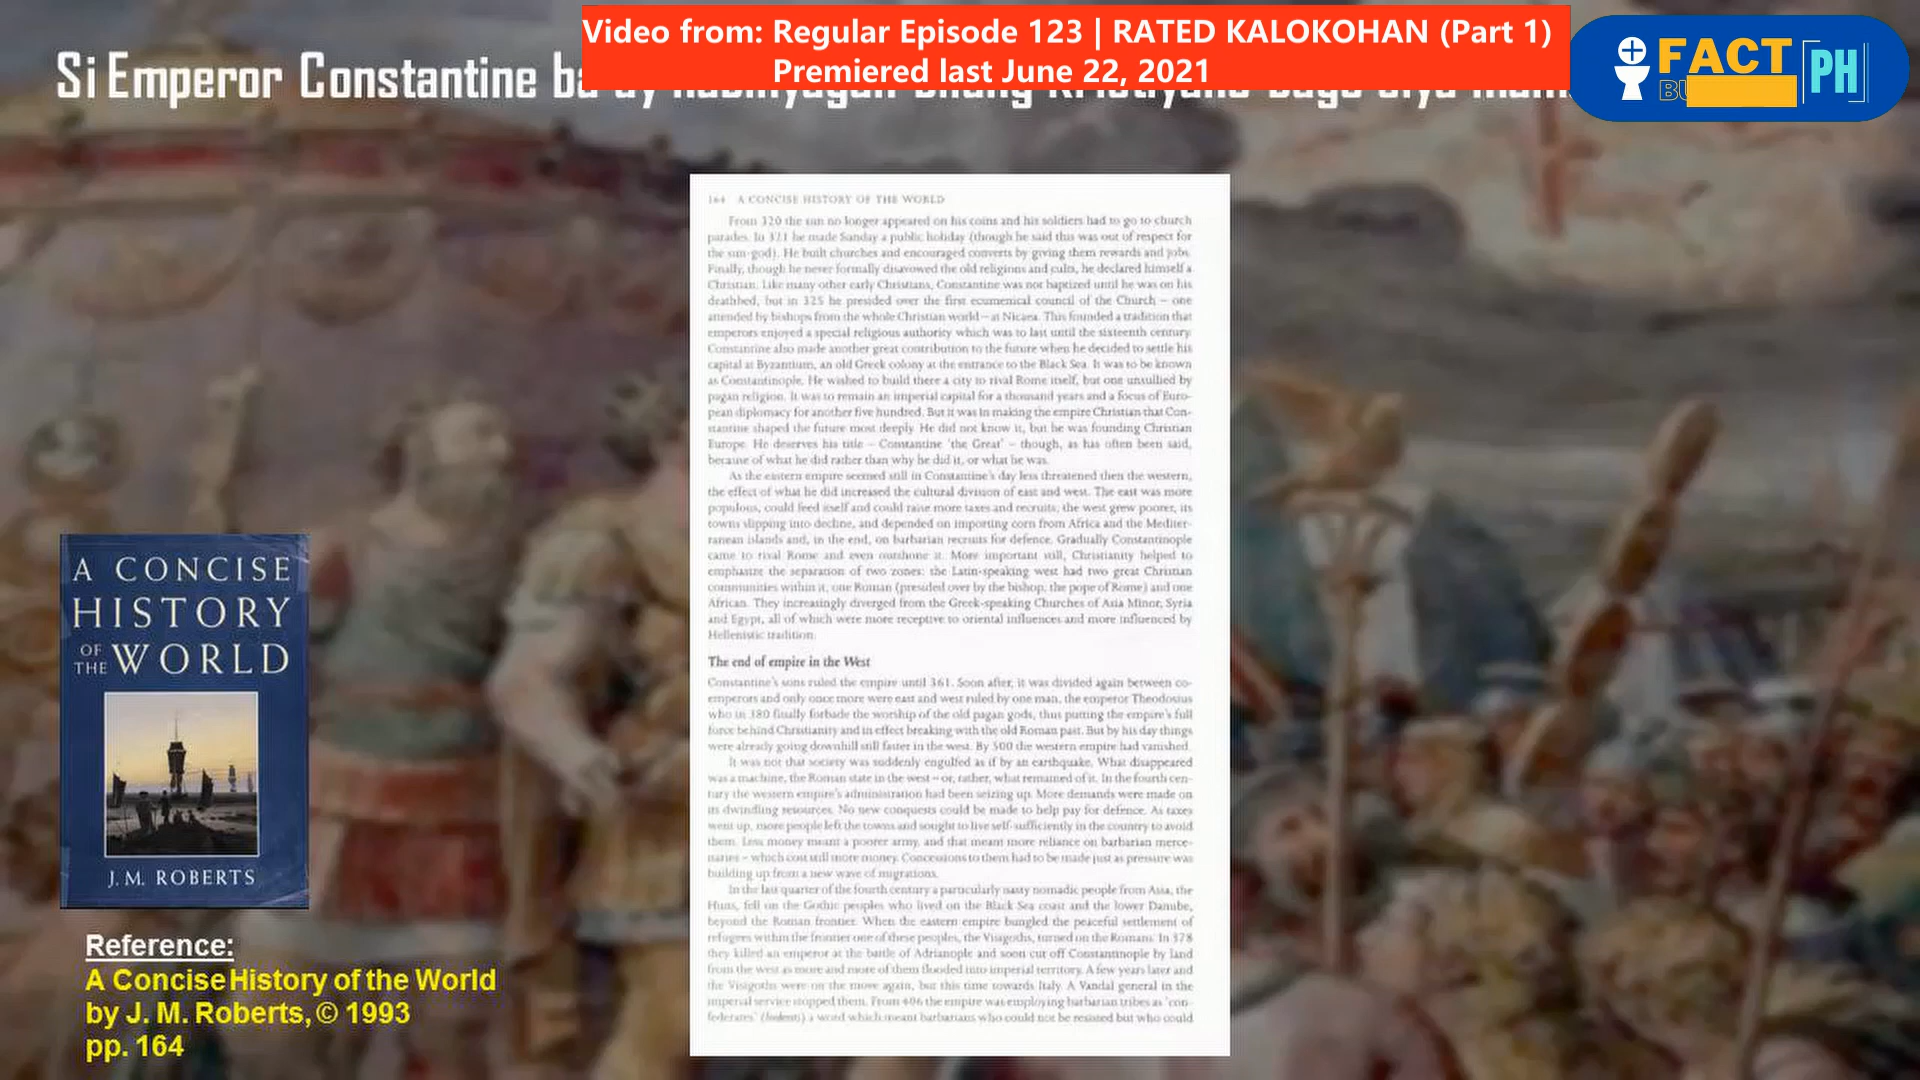 Video from: Regular Episode 123 | RATED KALOKOHAN (Part 1)
Premiered last June 22, 2021
Si Emperor Constantine ba ay
FACT
BU
PH
164 A CONCISE HISTORY OF THE WORLD
From 320 the sun no longer appeared on his coins and his soldiers had to go to church
parades. In 321 he made Sunday a public holiday (though he said this was out of respect for
the sun-god). He built churches and encouraged converts by giving them rewards and jobs.
Finally, though he never formally disavowed the old religions and cults, he declared himself a
Christian. Like many other early Christians, Constantine was not baptized until he was on his
deathbed, but in 325 he presided over the first ecumenical council of the Church – one
attended by bishops from the whole Christian world – at Nicaea. This founded a tradition that
emperors enjoyed a special religious authority which was to last until the sixteenth century.
Constantine also made another great contribution to the future when he decided to settle his
capital at Byzantium, an old Greek colony at the entrance to the Black Sea. It was to be known
as Constantinople. He wished to build there a city to rival Rome itself, but one unsullied by
pagan religion. It was to remain an imperial capital for a thousand years and a focus of Euro-
pean diplomacy for another five hundred. But it was in making the empire Christian that Con-
stantine shaped the future most deeply. He did not know it, but he was founding Christian
Europe. He deserves his title – Constantine 'the Great' – though, as has often been said,
because of what he did rather than why he did it, or what he was.
As the eastern empire seemed still in Constantine's day less threatened then the western,
the effect of what he did increased the cultural division of east and west. The east was more
populous, could feed itself and could raise more taxes and recruits; the west grew poorer, its
towns slipping into decline, and depended on importing corn from Africa and the Mediter-
ranean islands and, in the end, on barbarian recruits for defence. Gradually Constantinople
came to rival Rome and even outshone it. More important still, Christianity helped to
emphasize the separation of two zones: the Latin-speaking west had two great Christian
communities within it, one Roman (presided over by the bishop, the pope of Rome) and one
African. They increasingly diverged from the Greek-speaking Churches of Asia Minor, Syria
and Egypt, all of which were more receptive to oriental influences and more influenced by
Hellenistic tradition.
The end of empire in the West
Constantine's sons ruled the empire until 361. Soon after, it was divided again between co-
emperors and only once more were east and west ruled by one man, the emperor Theodosius
who in 380 finally forbade the worship of the old pagan gods, thus putting the empire's full
force behind Christianity and in effect breaking with the old Roman past. But by his day things
were already going downhill still faster in the west. By 500 the western empire had vanished.
It was not that society was suddenly engulfed as if by an earthquake. What disappeared
was a machine, the Roman state in the west – or, rather, what remained of it. In the fourth cen-
tury the western empire's administration had been seizing up. More demands were made on
its dwindling resources. No new conquests could be made to help pay for defence. As taxes
went up, more people left the towns and sought to live self-sufficiently in the country to avoid
them. Less money meant a poorer army, and that meant more reliance on barbarian merce-
naries – which cost still more money. Concessions to them had to be made just as pressure was
building up from a new wave of migrations.
In the last quarter of the fourth century a particularly nasty nomadic people from Asia, the
Huns, fell on the Gothic peoples who lived on the Black Sea coast and the lower Danube,
beyond the Roman frontier. When the eastern empire bungled the peaceful settlement of
refugees within the frontier one of these peoples, the Visigoths, turned on the Romans. In 378
they killed an emperor at the battle of Adrianople and soon cut off Constantinople by land
from the west as more and more of them flooded into imperial territory. A few years later and
the Visigoths were on the move again, but this time towards Italy. A Vandal general in the
imperial service stopped them. From 406 the empire was employing barbarian tribes as 'con-
federates' (foederati) a word which meant barbarians who could not be resisted but who could
A CONCISE
HISTORY
OF THE WORLD
J. M. ROBERTS
Reference:
A Concise History of the World
by J. M. Roberts, © 1993
pp. 164